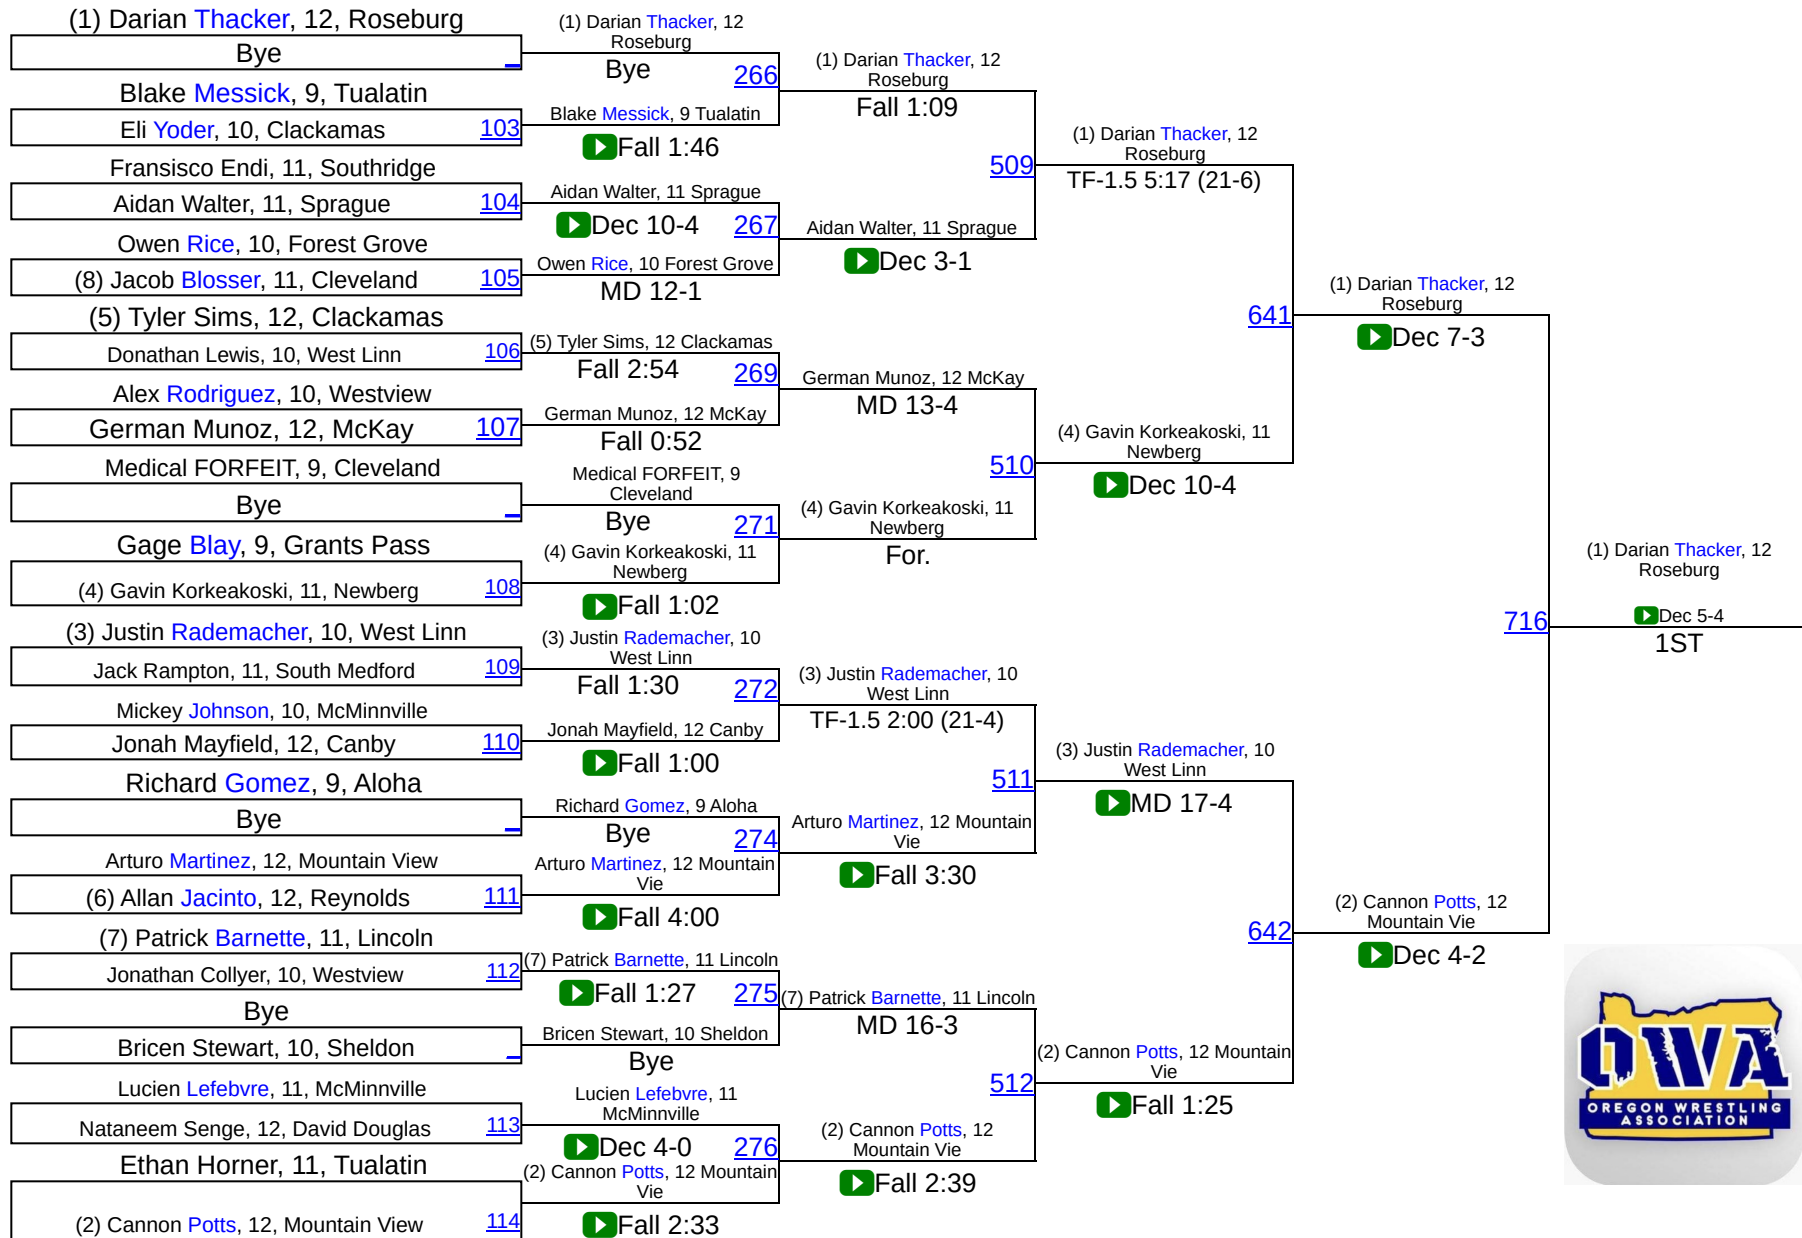 (1) Darian Thacker, 12, Roseburg
Bye
Blake Messick, 9, Tualatin
Eli Yoder, 10, Clackamas 103
Fransisco Endi, 11, Southridge
Aidan Walter, 11, Sprague 104
Owen Rice, 10, Forest Grove
(8) Jacob Blosser, 11, Cleveland 105
(5) Tyler Sims, 12, Clackamas
Donathan Lewis, 10, West Linn 106
Alex Rodriguez, 10, Westview
German Munoz, 12, McKay 107
Medical FORFEIT, 9, Cleveland
Bye
Gage Blay, 9, Grants Pass
(4) Gavin Korkeakoski, 11, Newberg 108
(3) Justin Rademacher, 10, West Linn
Jack Rampton, 11, South Medford 109
Mickey Johnson, 10, McMinnville
Jonah Mayfield, 12, Canby 110
Richard Gomez, 9, Aloha
Bye
Arturo Martinez, 12, Mountain View
(6) Allan Jacinto, 12, Reynolds 111
(7) Patrick Barnette, 11, Lincoln
Jonathan Collyer, 10, Westview 112
Bye
Bricen Stewart, 10, Sheldon
Lucien Lefebvre, 11, McMinnville
Nataneem Senge, 12, David Douglas 113
Ethan Horner, 11, Tualatin
(2) Cannon Potts, 12, Mountain View 114
(1) Darian Thacker, 12
Roseburg
Bye 266
Blake Messick, 9 Tualatin
Fall 1:46
Aidan Walter, 11 Sprague
Dec 10-4 267
Owen Rice, 10 Forest Grove
MD 12-1
(5) Tyler Sims, 12 Clackamas
Fall 2:54 269
German Munoz, 12 McKay
Fall 0:52
Medical FORFEIT, 9
Cleveland
Bye 271
(4) Gavin Korkeakoski, 11
Newberg
Fall 1:02
(3) Justin Rademacher, 10
West Linn
Fall 1:30 272
Jonah Mayfield, 12 Canby
Fall 1:00
Richard Gomez, 9 Aloha
Bye 274
Arturo Martinez, 12 Mountain
Vie
Fall 4:00
(7) Patrick Barnette, 11 Lincoln
Fall 1:27 275
Bricen Stewart, 10 Sheldon
Bye
Lucien Lefebvre, 11
McMinnville
Dec 4-0 276
(2) Cannon Potts, 12 Mountain
Vie
Fall 2:33
(1) Darian Thacker, 12
Roseburg
Fall 1:09
509
Aidan Walter, 11 Sprague
Dec 3-1
German Munoz, 12 McKay
MD 13-4
510
(4) Gavin Korkeakoski, 11
Newberg
For.
(3) Justin Rademacher, 10
West Linn
TF-1.5 2:00 (21-4)
511
Arturo Martinez, 12 Mountain
Vie
Fall 3:30
(7) Patrick Barnette, 11 Lincoln
MD 16-3
512
(2) Cannon Potts, 12
Mountain Vie
Fall 2:39
(1) Darian Thacker, 12
Roseburg
TF-1.5 5:17 (21-6)
641
(4) Gavin Korkeakoski, 11
Newberg
Dec 10-4
(3) Justin Rademacher, 10
West Linn
MD 17-4
642
(2) Cannon Potts, 12 Mountain
Vie
Fall 1:25
(1) Darian Thacker, 12
Roseburg
Dec 7-3
716
(2) Cannon Potts, 12
Mountain Vie
Dec 4-2
(1) Darian Thacker, 12
Roseburg
Dec 5-4
1ST
OWA
OREGON WRESTLING
ASSOCIATION